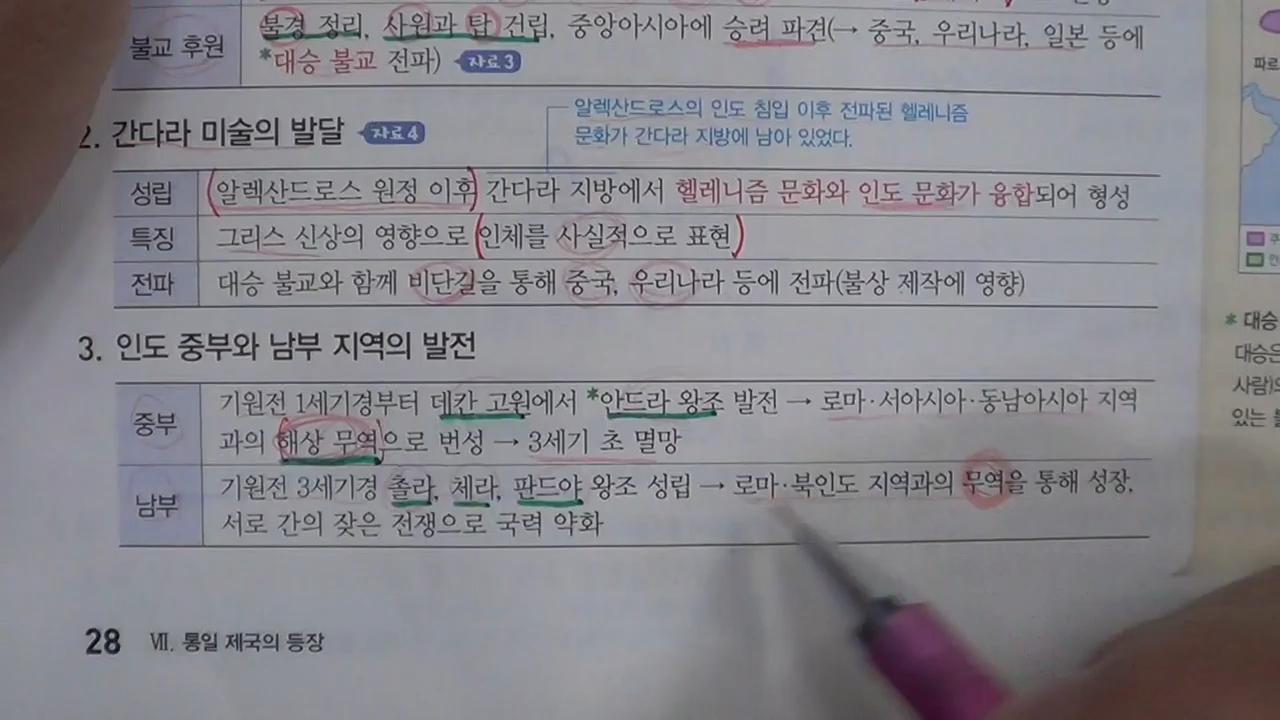 불교 후원
불경 정리, 사원과 탑 건립, 중앙아시아에 승려 파견(→ 중국, 우리나라, 일본 등에
*대승 불교 전파) 자료3
2. 간다라 미술의 발달 자료4
알렉산드로스의 인도 침입 이후 전파된 헬레니즘
문화가 간다라 지방에 남아 있었다.
성립 알렉산드로스 원정 이후 간다라 지방에서 헬레니즘 문화와 인도 문화가 융합되어 형성
특징 그리스 신상의 영향으로 인체를 사실적으로 표현
전파 대승 불교와 함께 비단길을 통해 중국, 우리나라 등에 전파(불상 제작에 영향)
3. 인도 중부와 남부 지역의 발전
중부
기원전 1세기경부터 데칸 고원에서 *안드라 왕조 발전 → 로마·서아시아·동남아시아 지역
과의 해상 무역으로 번성 → 3세기 초 멸망
남부
기원전 3세기경 촐라, 체라, 판드야 왕조 성립 → 로마·북인도 지역과의 무역을 통해 성장,
서로 간의 잦은 전쟁으로 국력 약화
28 Ⅶ. 통일 제국의 등장
파르
* 대승
대승은
사람)으
있는